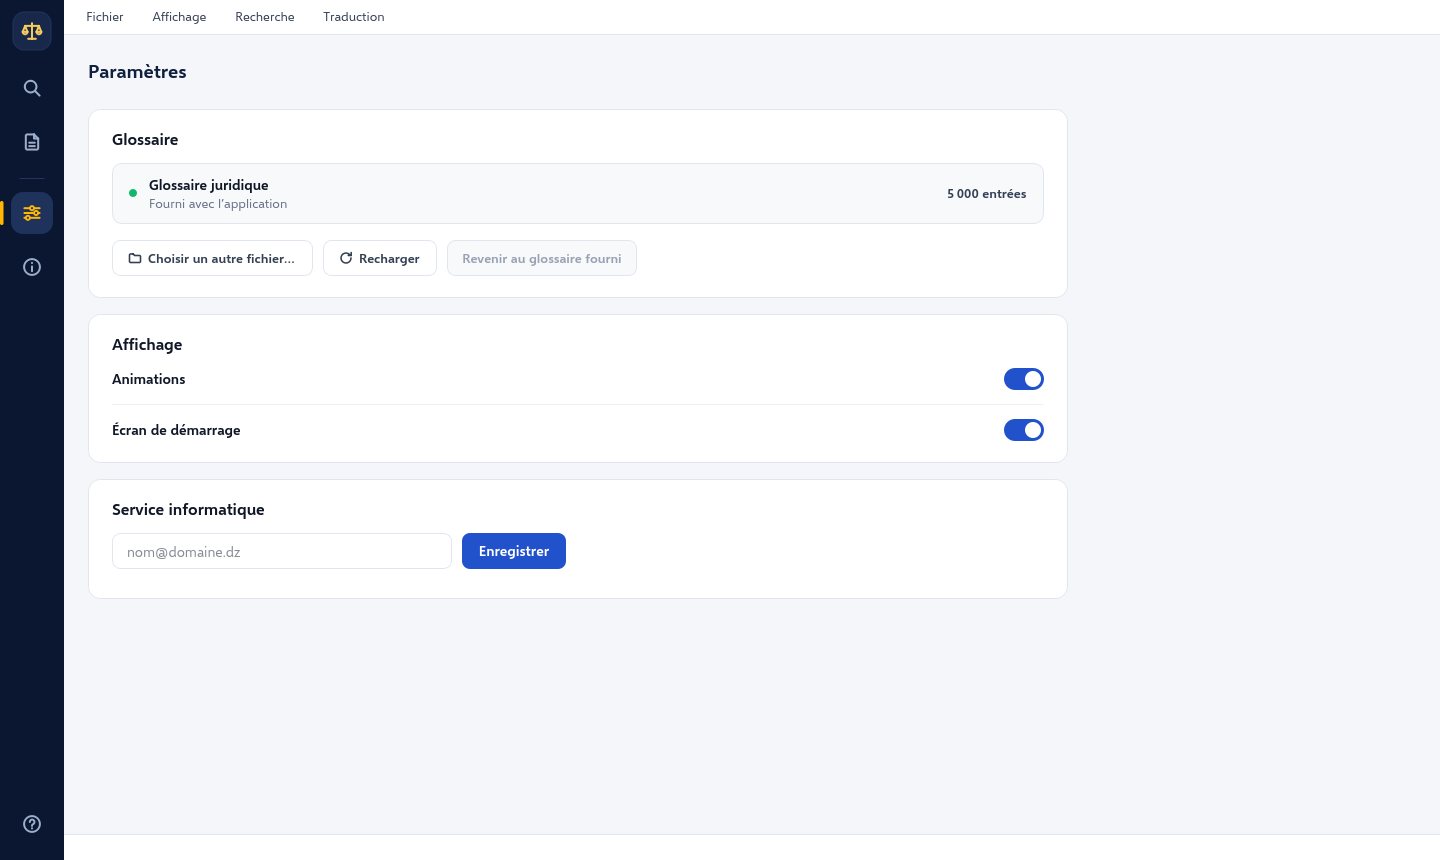 Fichier Affichage Recherche Traduction
Paramètres
Glossaire
Glossaire juridique
Fourni avec l'application
5 000 entrées
Choisir un autre fichier... Recharger Revenir au glossaire fourni
Affichage
Animations
Écran de démarrage
Service informatique
nom@domaine.dz Enregistrer